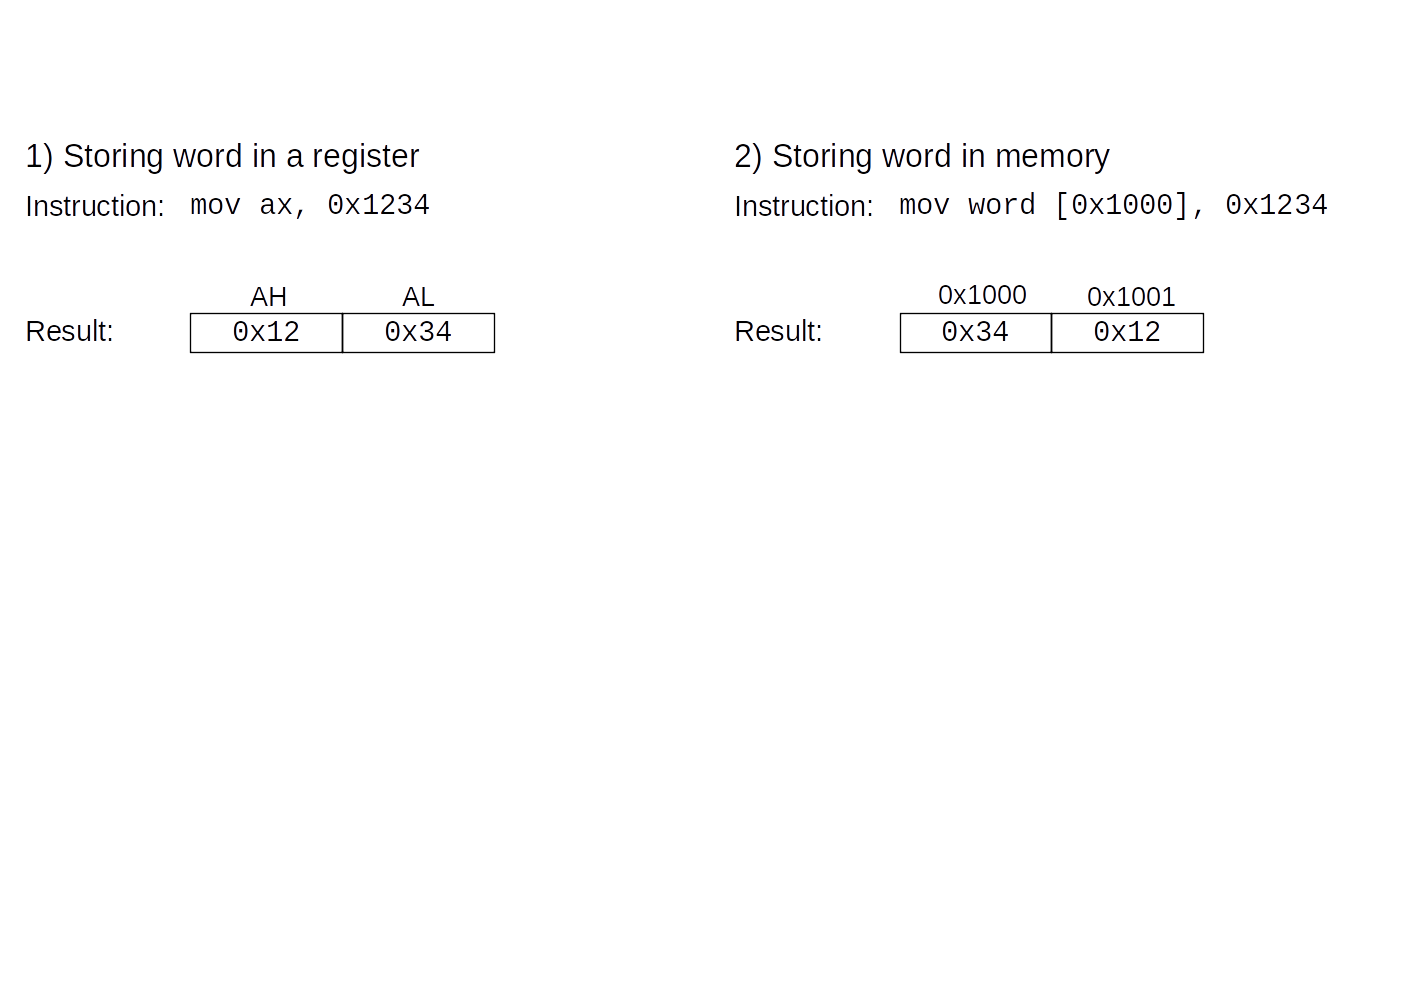 1) Storing word in a register
Instruction: mov ax, 0x1234
AH AL
Result: 0x12 0x34
2) Storing word in memory
Instruction: mov word [0x1000], 0x1234
0x1000 0x1001
Result: 0x34 0x12